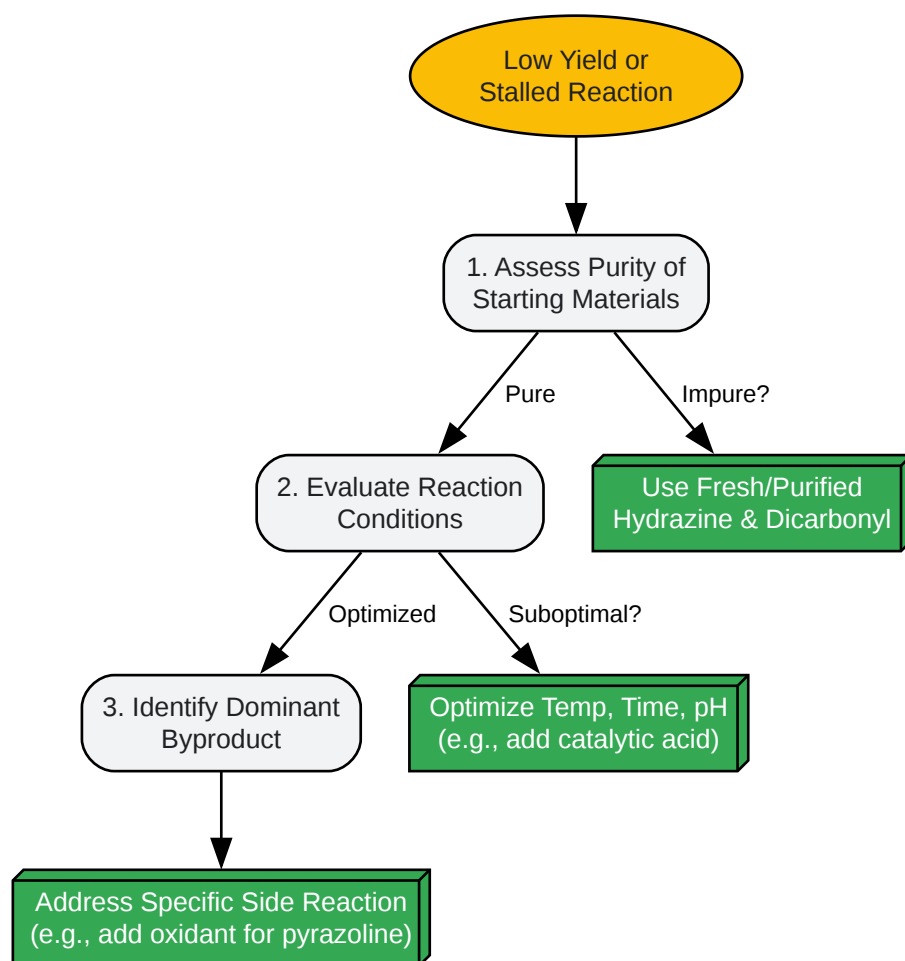 Low Yield or
Stalled Reaction
1. Assess Purity of
Starting Materials
Pure
Impure?
2. Evaluate Reaction
Conditions
Use Fresh/Purified
Hydrazine & Dicarbonyl
Optimized
Suboptimal?
3. Identify Dominant
Byproduct
Optimize Temp, Time, pH
(e.g., add catalytic acid)
Address Specific Side Reaction
(e.g., add oxidant for pyrazoline)